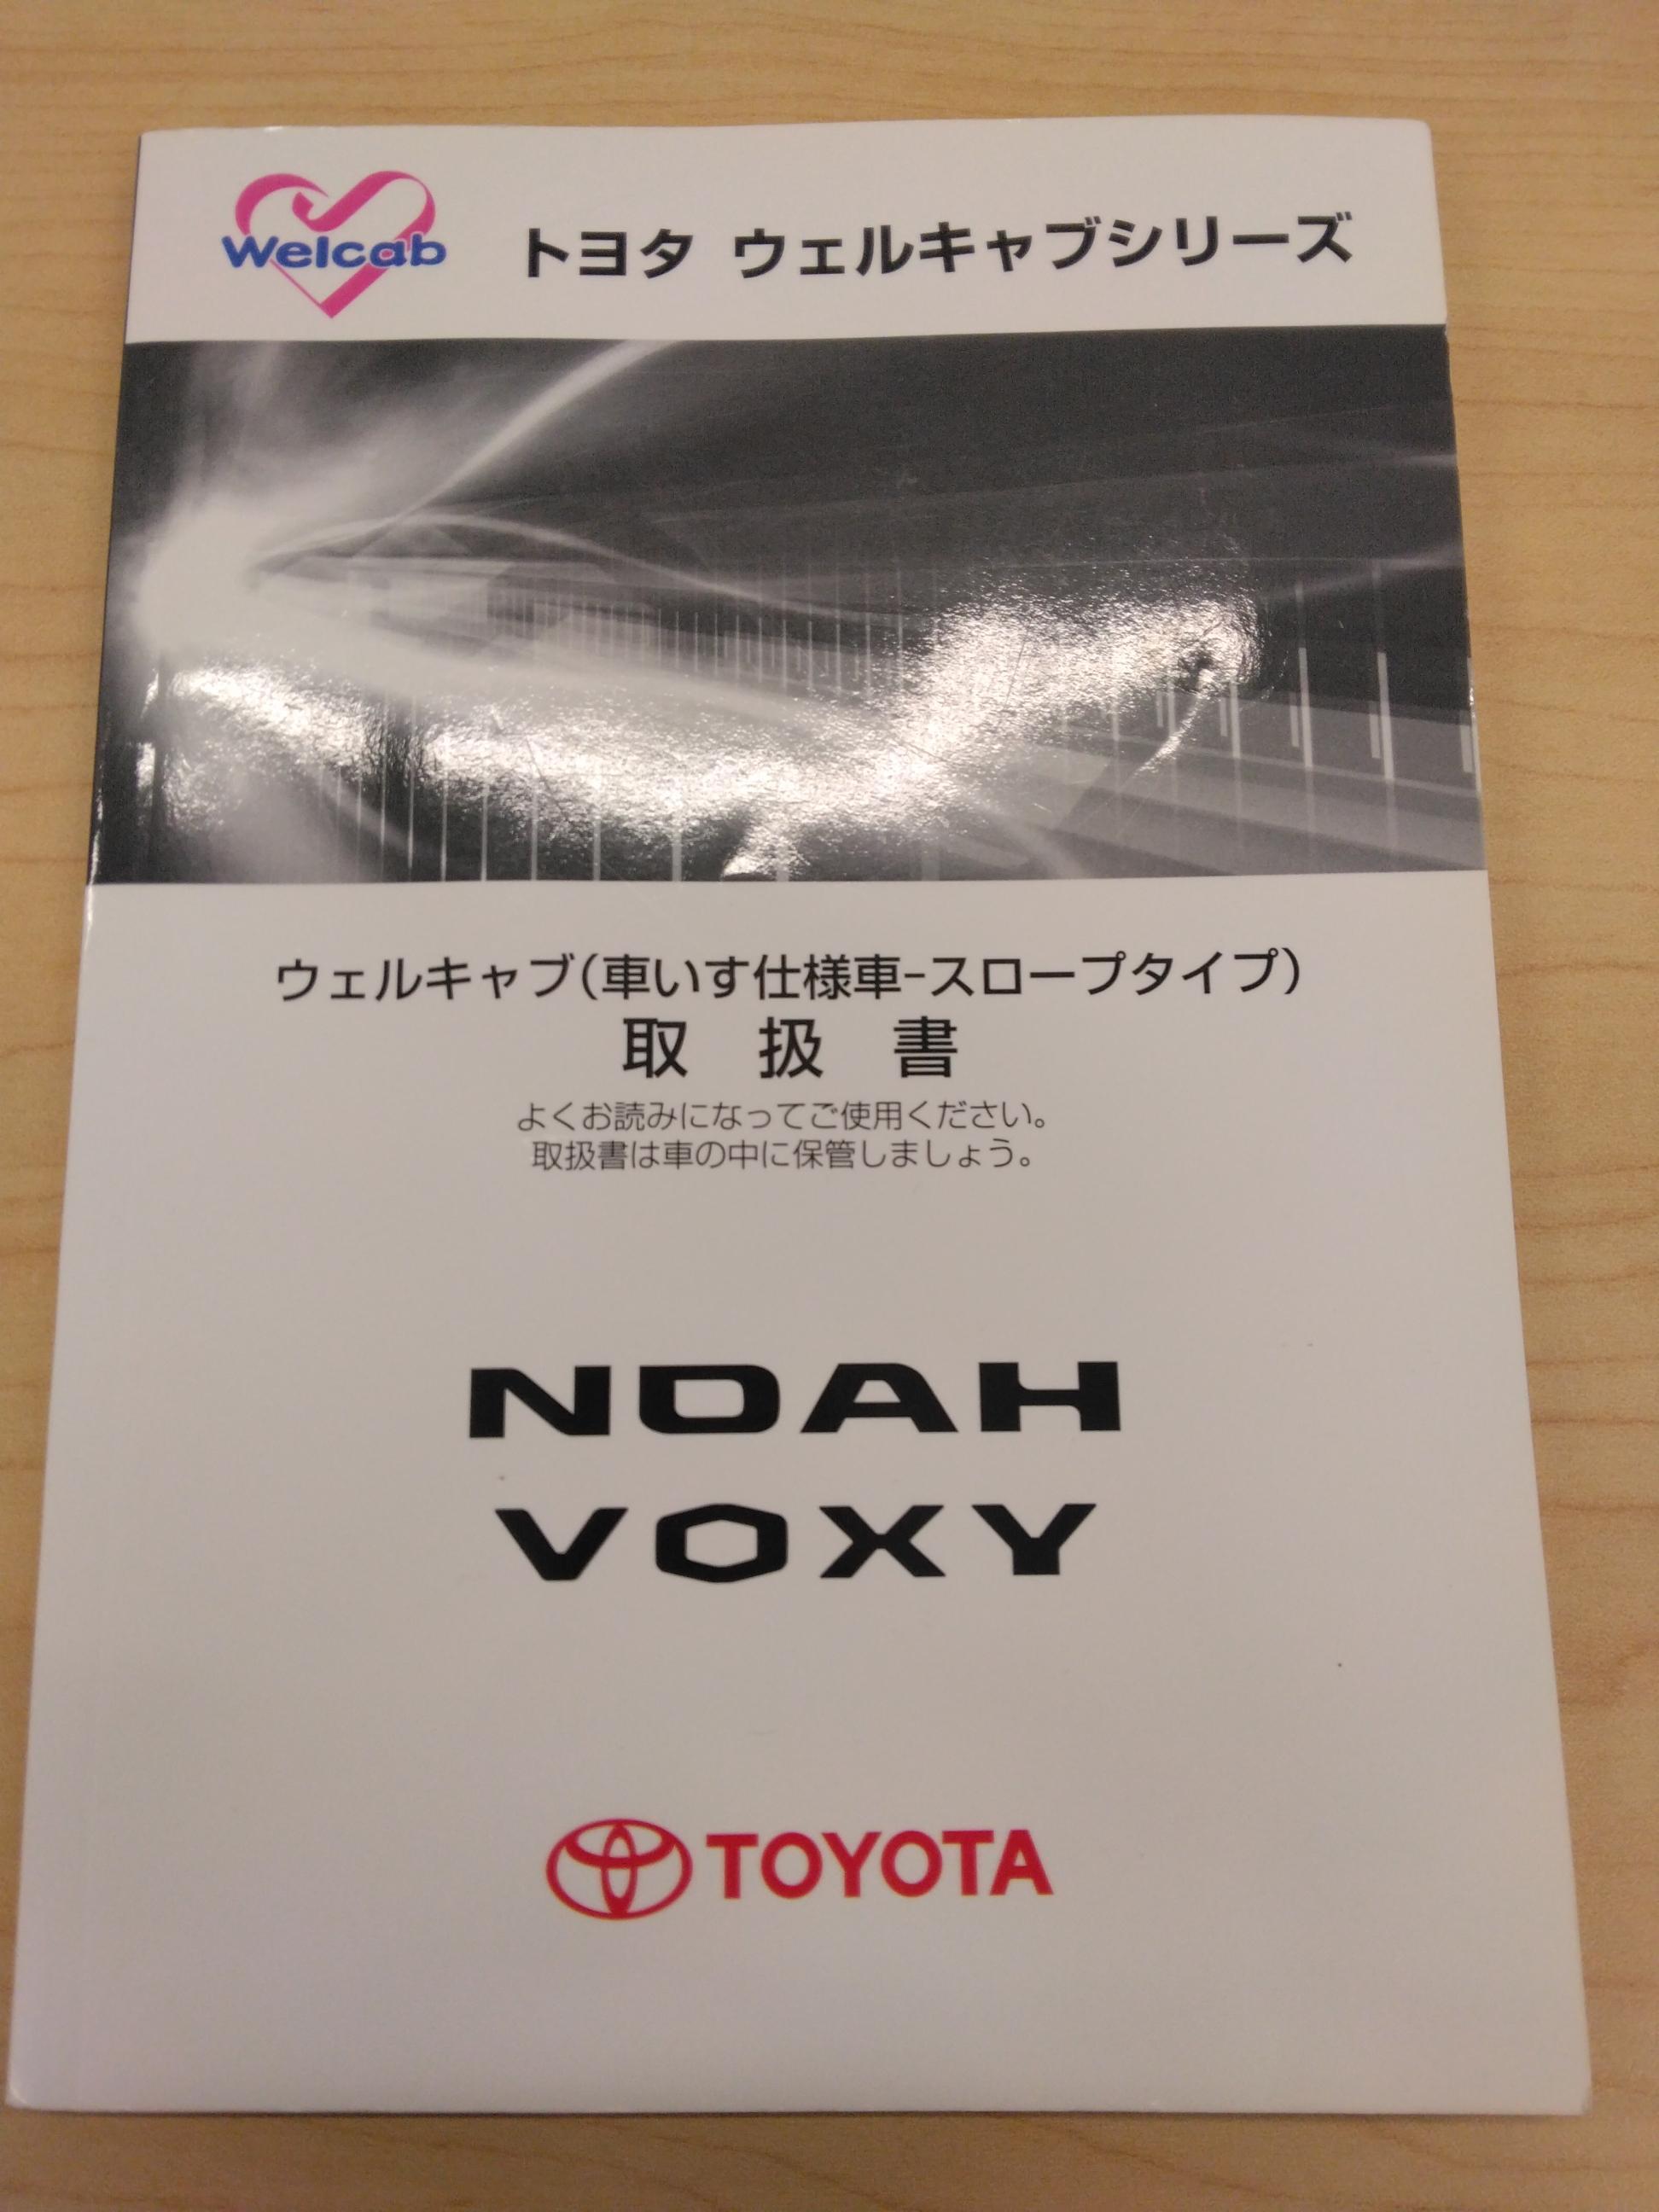 Welcab
トヨタ ウェルキャブシリーズ
ウェルキャブ(車いす仕様車-スロープタイプ)
取扱書
よくお読みになってご使用ください。
取扱書は車の中に保管しましょう。
NOAH
VOXY
TOYOTA